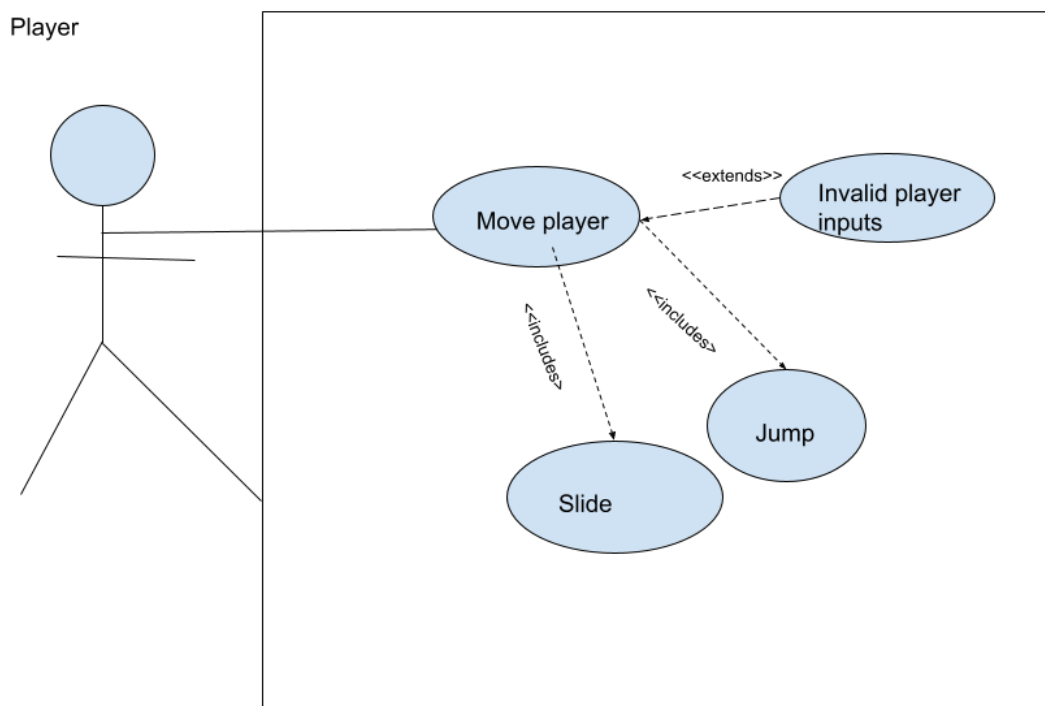 Player
<<extends>>
Invalid player
inputs
Move player
<<includes>
<<includes>
Jump
Slide